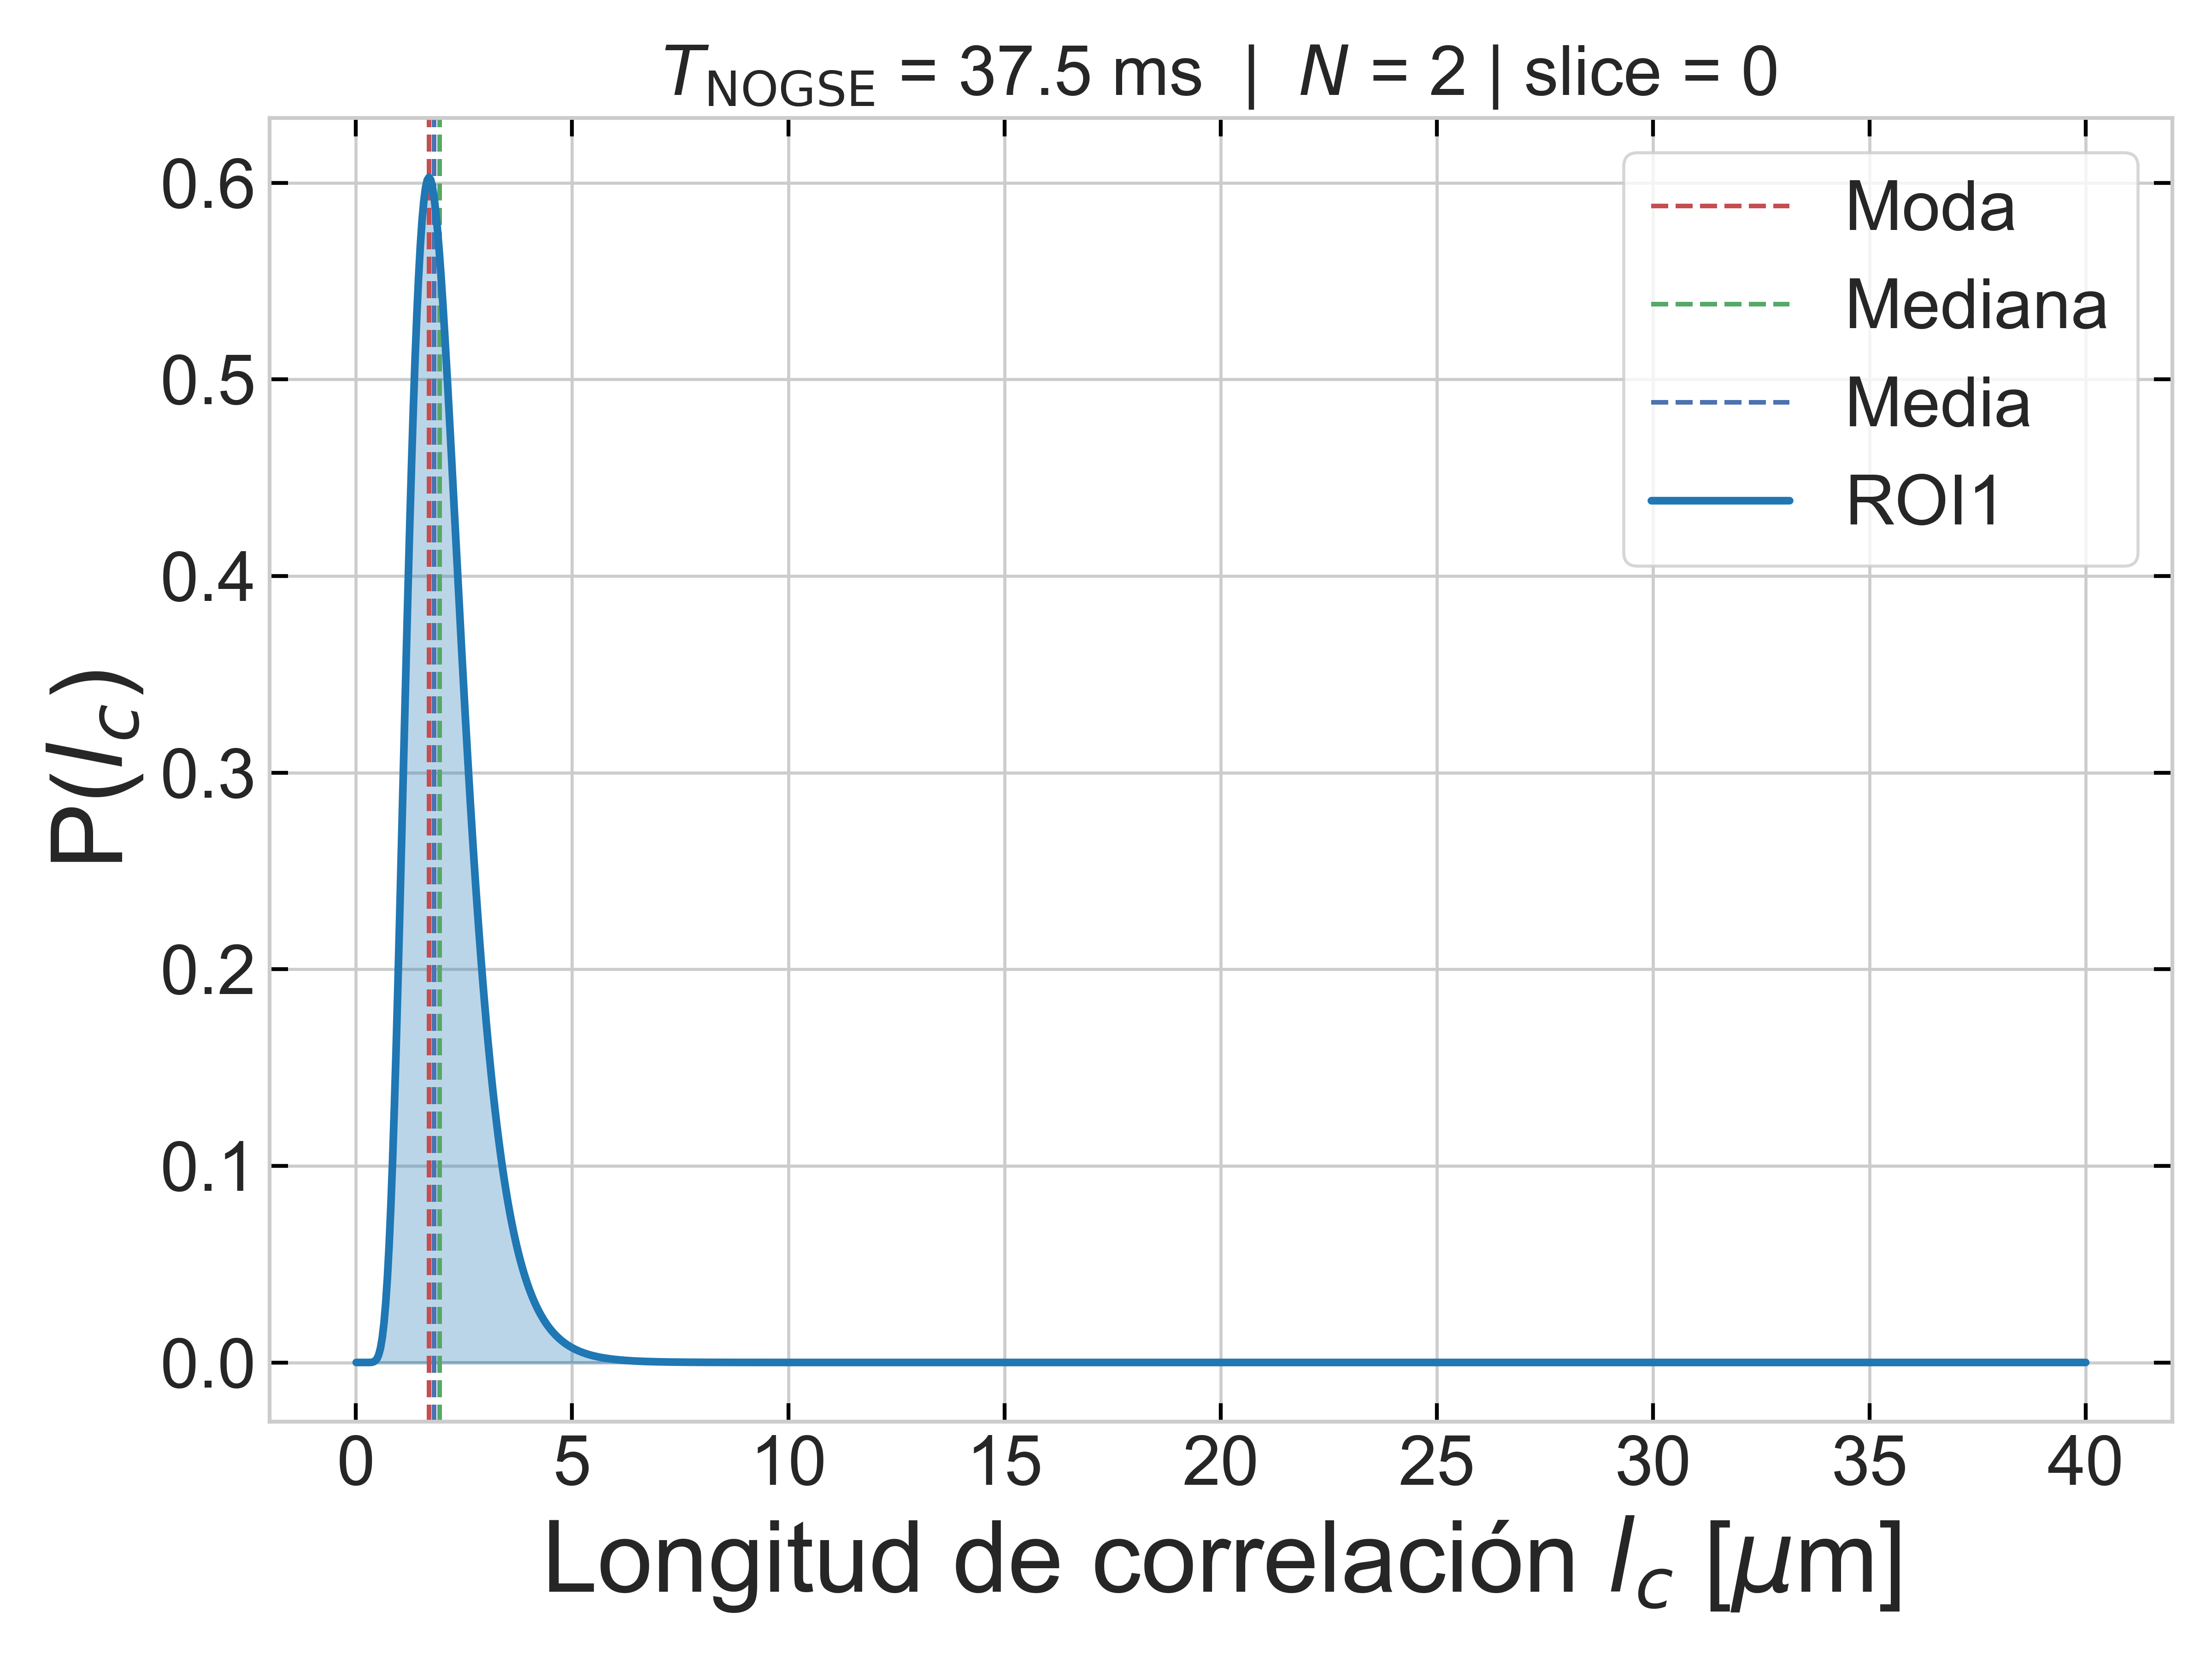 T_NOGSE = 37.5 ms | N = 2 | slice = 0
P(l_c)
0.6
0.5
0.4
0.3
0.2
0.1
0.0
Moda
Mediana
Media
ROI1
0 5 10 15 20 25 30 35 40
Longitud de correlación l_c [μm]